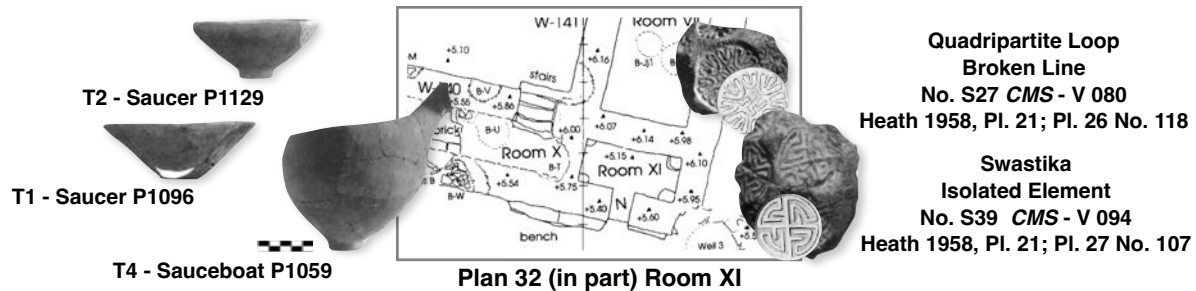 T2 - Saucer P1129
T1 - Saucer P1096
T4 - Sauceboat P1059
W-141
Room VII
+5.10
+6.16
B-J1
M
stairs
W-
40
B-V
+5.55
+5.86
B-U
6.00
+6.07
+6.14
+5.98
Room X
+5.15
Room XI
+6.10
B-T
+5.54
+5.75
B-W
+5.95
+5.40
N
+5.60
bench
Well 3
Plan 32 (in part) Room XI
Quadripartite Loop
Broken Line
No. S27 CMS - V 080
Heath 1958, Pl. 21; Pl. 26 No. 118
Swastika
Isolated Element
No. S39 CMS - V 094
Heath 1958, Pl. 21; Pl. 27 No. 107